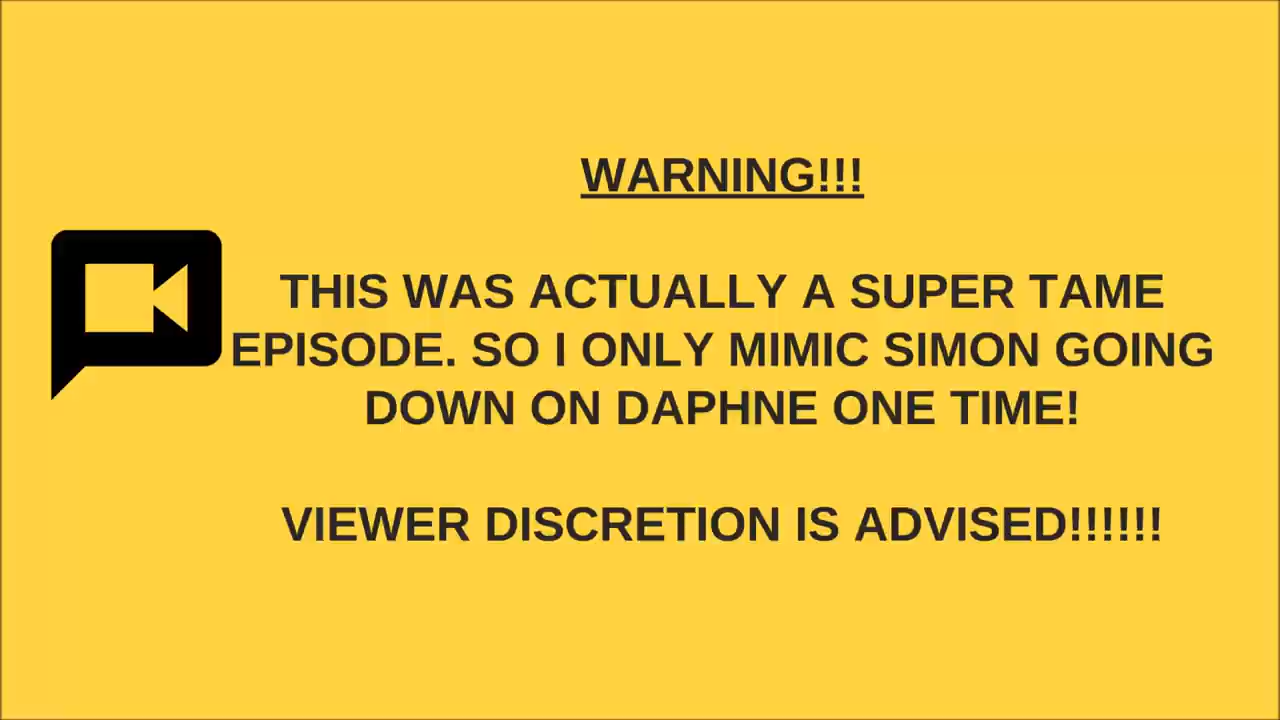 WARNING!!!
THIS WAS ACTUALLY A SUPER TAME
EPISODE. SO I ONLY MIMIC SIMON GOING
DOWN ON DAPHNE ONE TIME!
VIEWER DISCRETION IS ADVISED!!!!!!